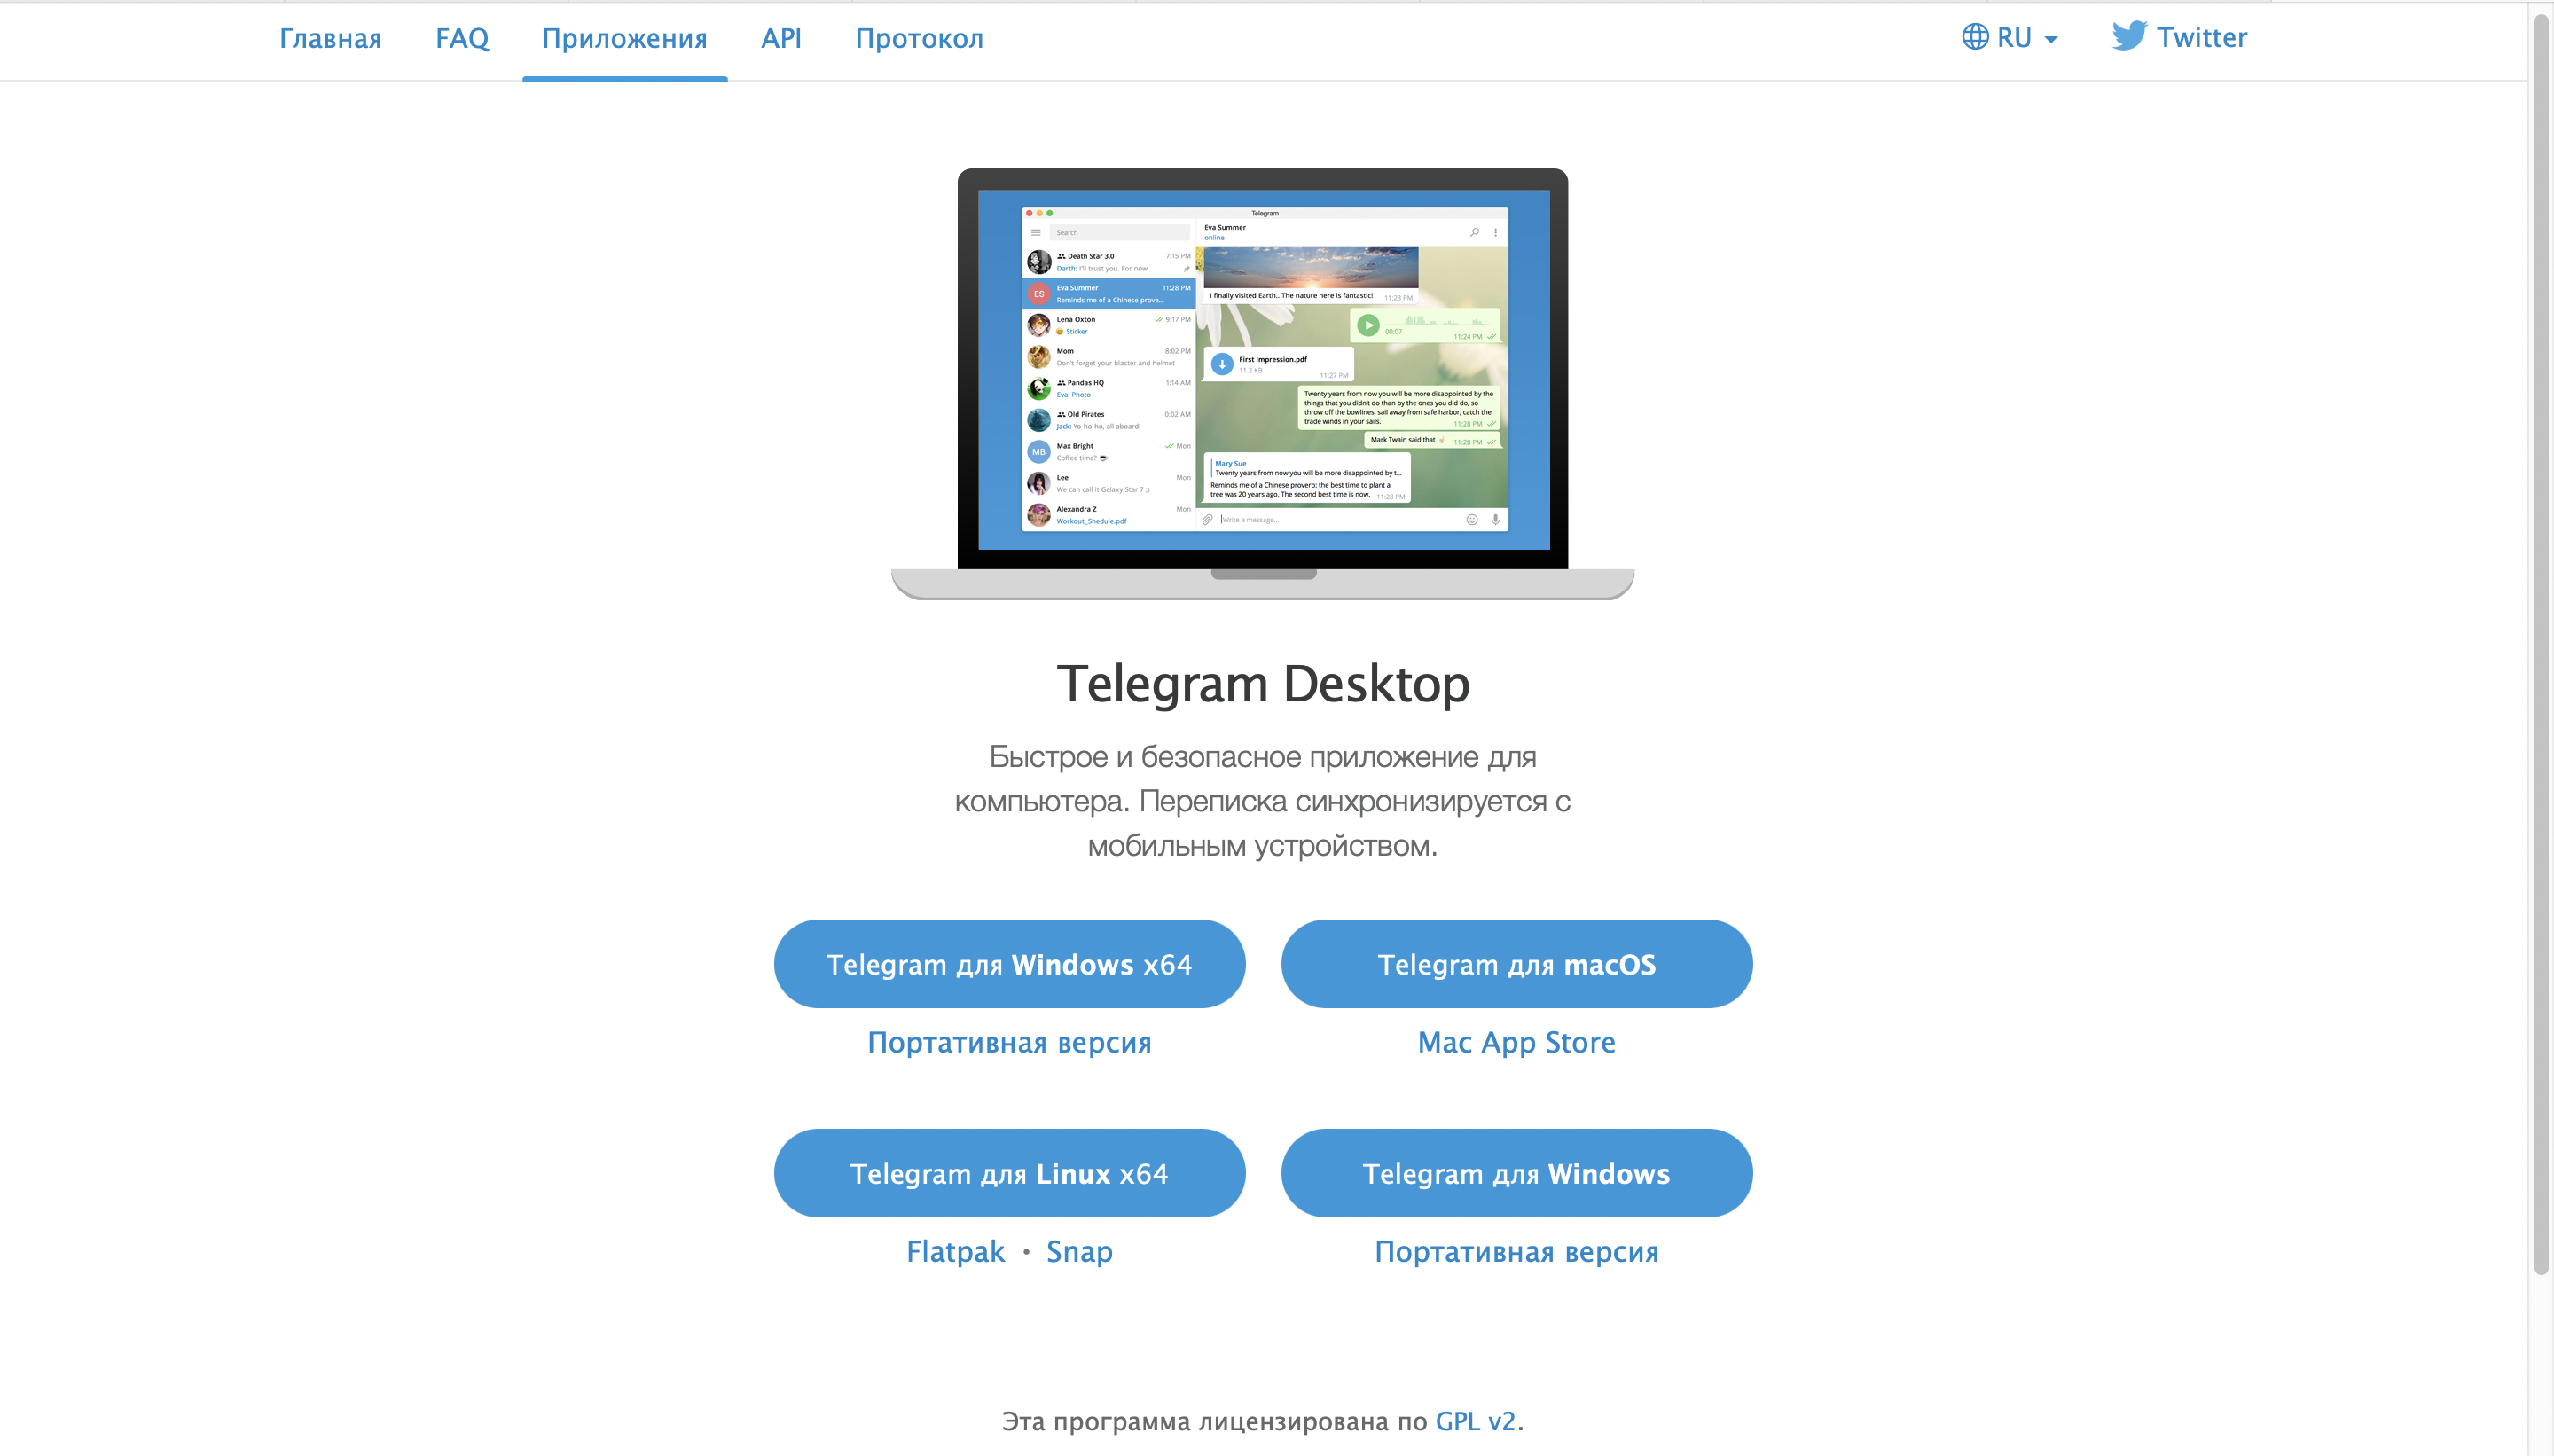 Главная FAQ Приложения API Протокол RU Twitter
Telegram
Search
Death Star 3.0 7:15 PM
Darth: I'll trust you. For now.
ES
Eva Summer 11:28 PM
Reminds me of a Chinese prove...
Lena Oxton 9:17 PM
Sticker
Mom 8:02 PM
Don't forget your blaster and helmet
Pandas HQ 1:14 AM
Eva: Photo
Old Pirates 0:02 AM
Jack: Yo-ho-ho, all aboard!
MB
Max Bright Mon
Coffee time?
Lee Mon
We can call it Galaxy Star 7 ;)
Alexandra Z Mon
Workout_Shedule.pdf
Eva Summer
online
I finally visited Earth.. The nature here is fantastic! 11:23 PM
00:07
11:24 PM
First Impression.pdf
11.2 KB
11:27 PM
Twenty years from now you will be more disappointed by the
things that you didn't do than by the ones you did do, so
throw off the bowlines, sail away from safe harbor, catch the
trade winds in your sails. 11:28 PM
Mark Twain said that 11:28 PM
Mary Sue
Twenty years from now you will be more disappointed by t...
Reminds me of a Chinese proverb: the best time to plant a
tree was 20 years ago. The second best time is now. 11:28 PM
Write a message...
Telegram Desktop
Быстрое и безопасное приложение для
компьютера. Переписка синхронизируется с
мобильным устройством.
Telegram для Windows x64 Telegram для macOS
Портативная версия Mac App Store
Telegram для Linux x64 Telegram для Windows
Flatpak • Snap Портативная версия
Эта программа лицензирована по GPL v2.